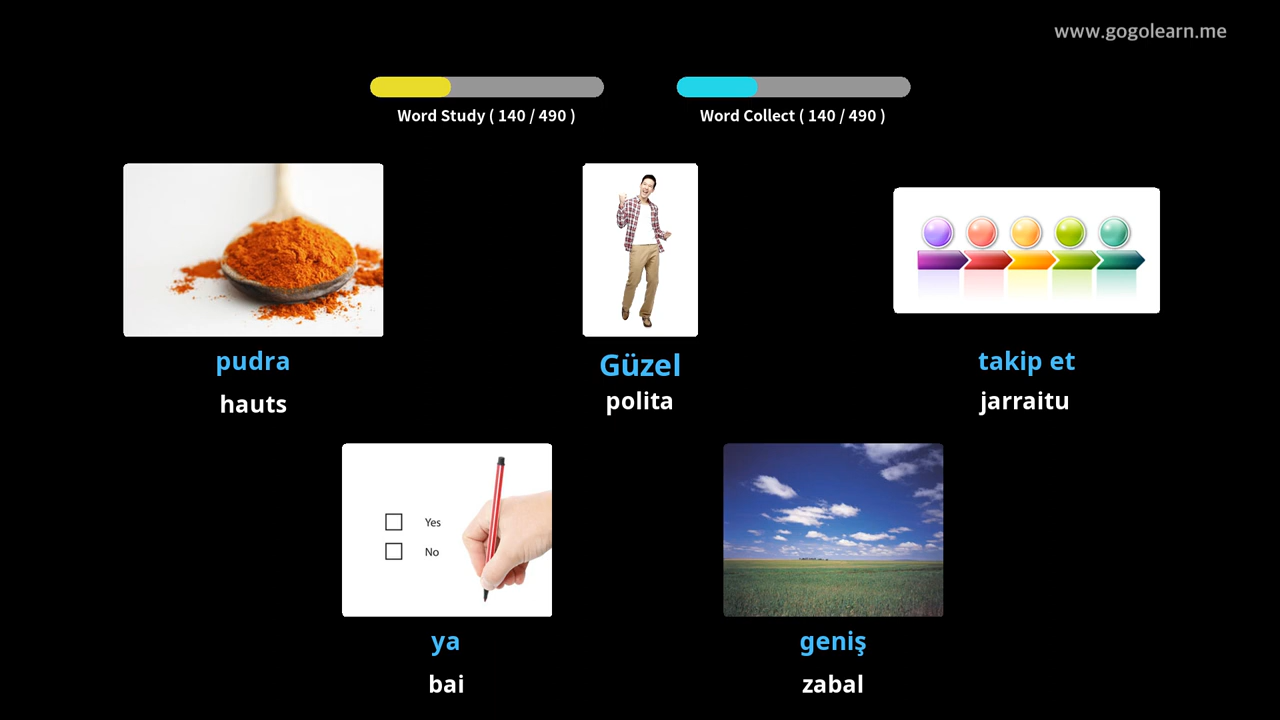 www.gogolearn.me
Word Study ( 140 / 490 )
Word Collect ( 140 / 490 )
pudra
hauts
Güzel
polita
takip et
jarraitu
Yes
No
ya
bai
geniş
zabal